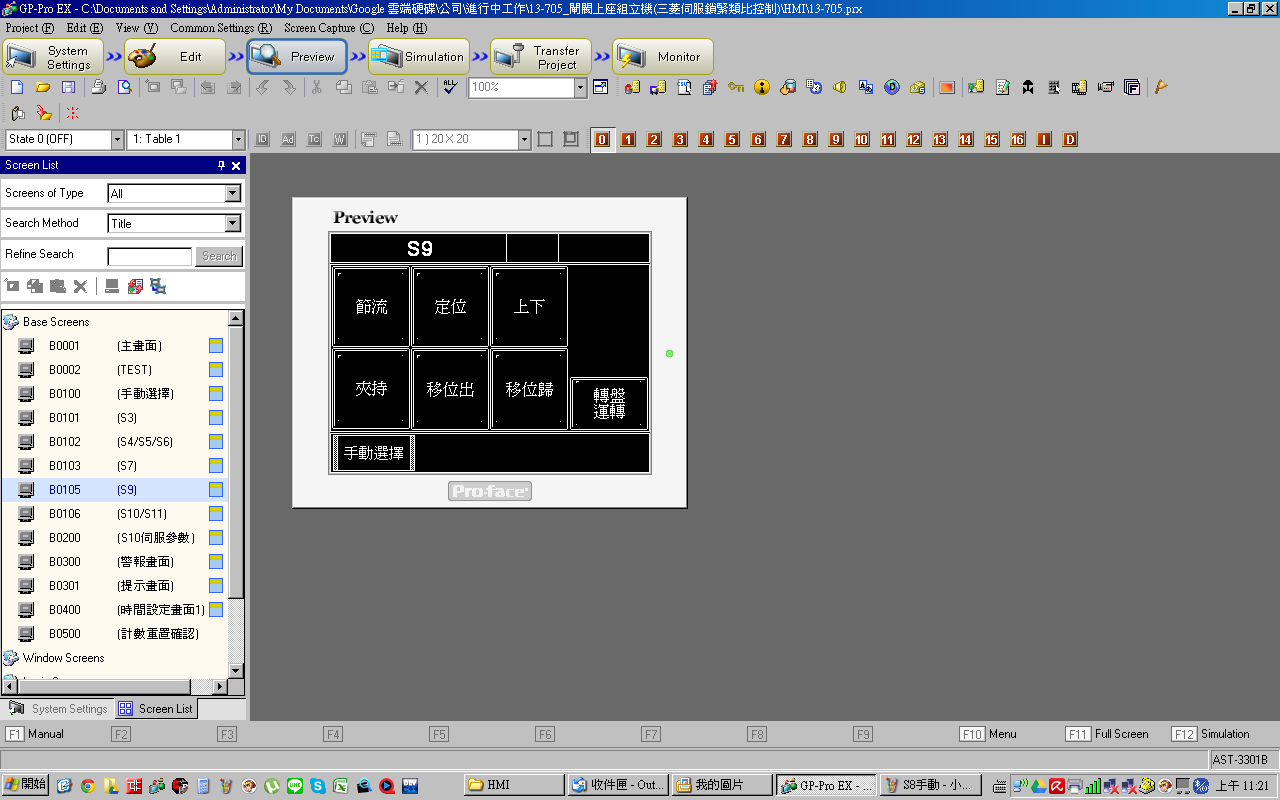 GP-Pro EX - C:\Documents and Settings\Administrator\My Documents\Google 雲端硬碟\公司\進行中工作\13-705_閘閥上座組立機(三菱伺服鎖緊類比控制)\HMI\13-705.prx
Project (F) Edit (E) View (V) Common Settings (R) Screen Capture (C) Help (H)
System Settings Edit Preview Simulation Transfer Project Monitor
100%
State 0 (OFF) 1: Table 1 ID Ad Tc W 1 ) 20 X 20 0 1 2 3 4 5 6 7 8 9 10 11 12 13 14 15 16 I D
Screen List
Screens of Type All
Search Method Title
Refine Search Search
Base Screens
B0001 (主畫面)
B0002 (TEST)
B0100 (手動選擇)
B0101 (S3)
B0102 (S4/S5/S6)
B0103 (S7)
B0105 (S9)
B0106 (S10/S11)
B0200 (S10伺服參數)
B0300 (警報畫面)
B0301 (提示畫面)
B0400 (時間設定畫面1)
B0500 (計數重置確認)
Window Screens
System Settings Screen List
Preview
S9
節流 定位 上下
夾持 移位出 移位歸 轉盤運轉
手動選擇
Pro-face
F1 Manual F2 F3 F4 F5 F6 F7 F8 F9 F10 Menu F11 Full Screen F12 Simulation
AST-3301B
開始 HMI 收件匣 - Out... 我的圖片 GP-Pro EX - ... S8手動 - 小... 上午 11:21